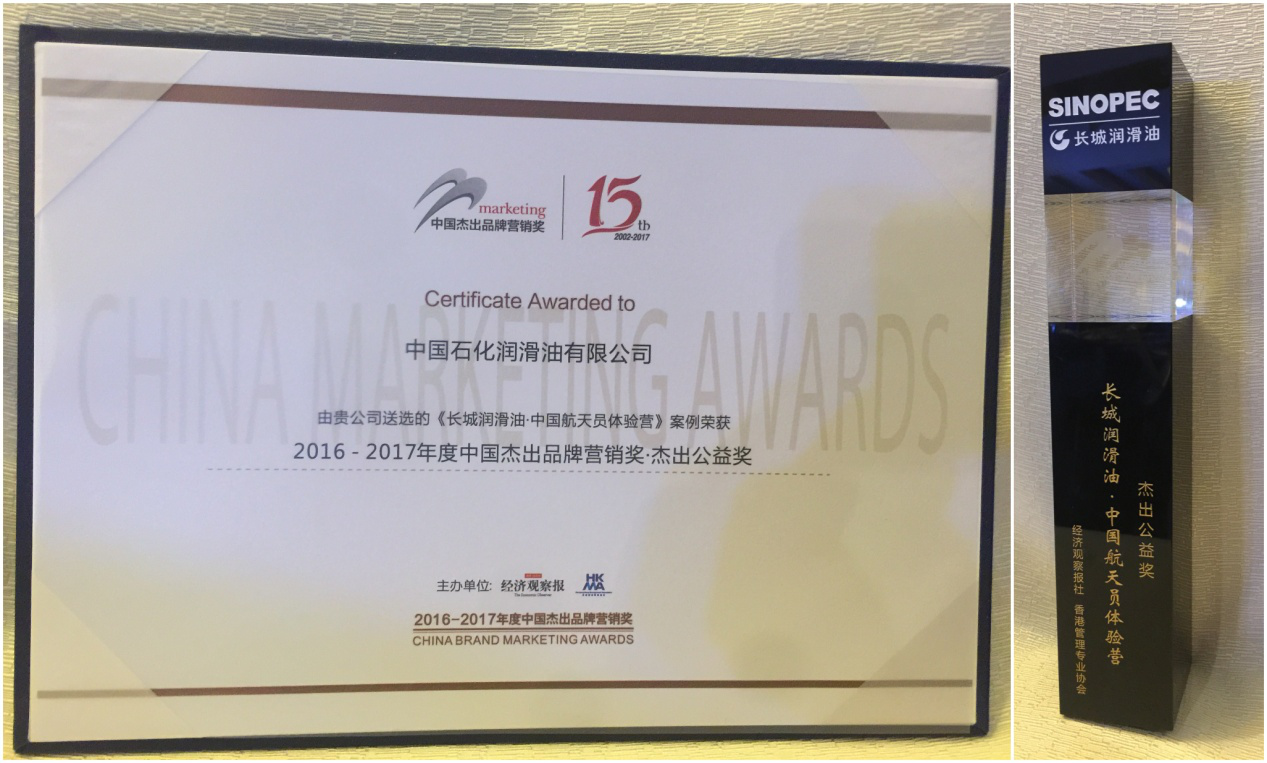 marketing
中国杰出品牌营销奖
15th
2002-2017
CHINA MARKETING AWARDS
Certificate Awarded to
中国石化润滑油有限公司
由贵公司送选的《长城润滑油·中国航天员体验营》案例荣获
2016 - 2017年度中国杰出品牌营销奖·杰出公益奖
主办单位: 经济观察报 HKMA
The Economic Observer
2016-2017年度中国杰出品牌营销奖
CHINA BRAND MARKETING AWARDS
SINOPEC
长城润滑油
杰出公益奖
长城润滑油·中国航天员体验营
经济观察报社 香港管理专业协会